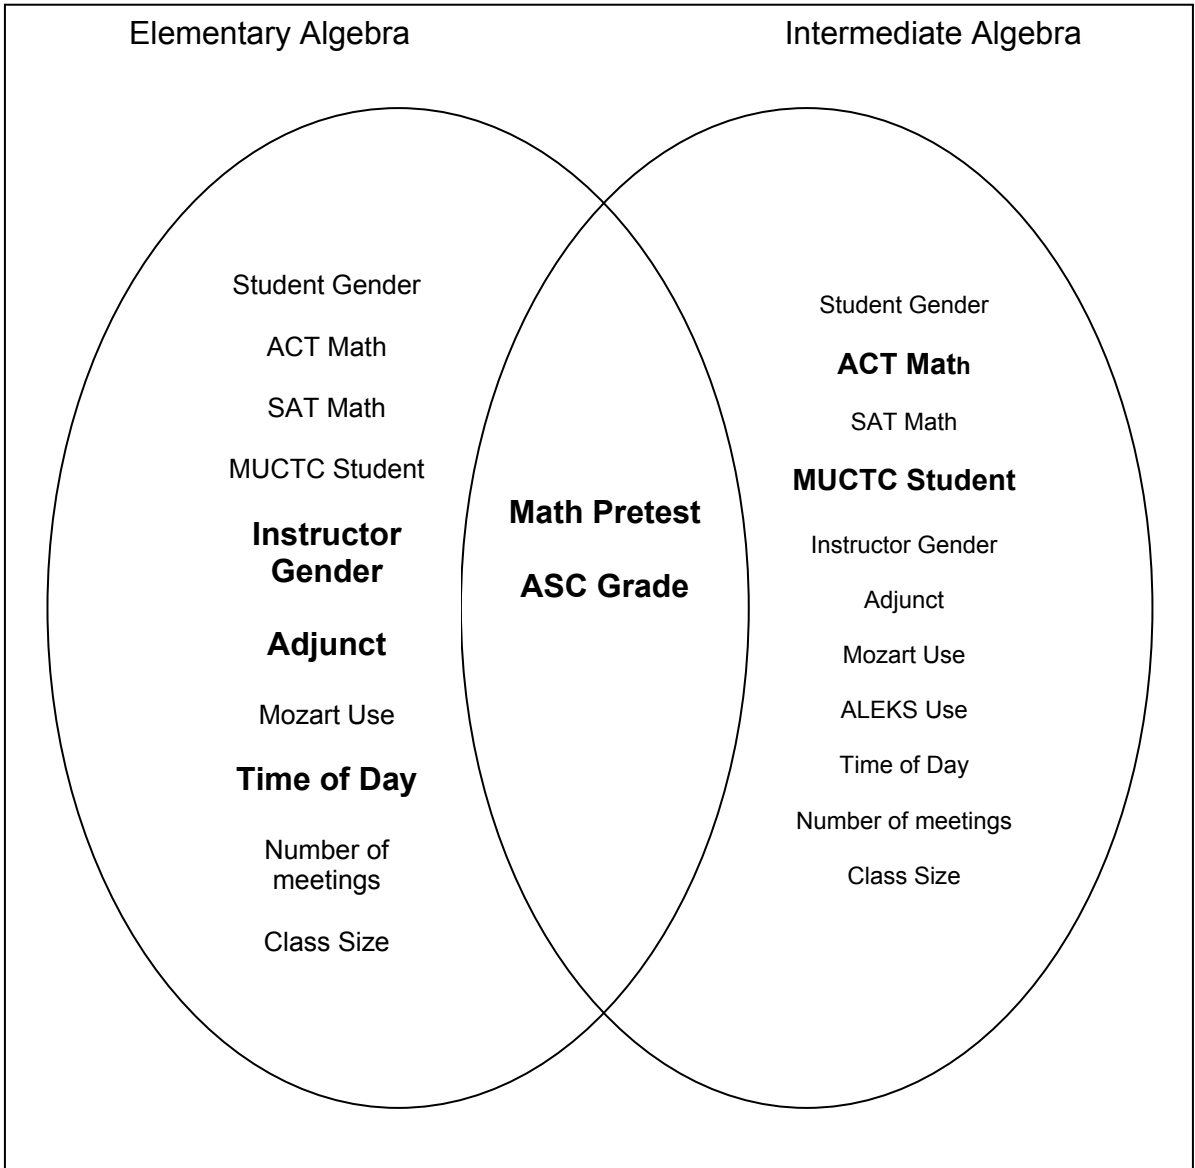 Elementary Algebra
Intermediate Algebra
Student Gender
ACT Math
SAT Math
MUCTC Student
Instructor
Gender
Adjunct
Mozart Use
Time of Day
Number of
meetings
Class Size
Math Pretest
ASC Grade
Student Gender
ACT Math
SAT Math
MUCTC Student
Instructor Gender
Adjunct
Mozart Use
ALEKS Use
Time of Day
Number of meetings
Class Size